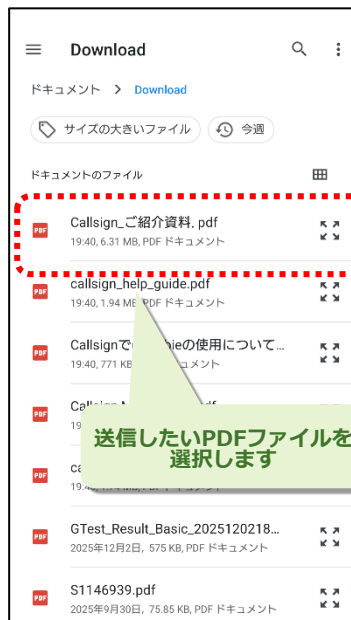 Download
ドキュメント > Download
サイズの大きいファイル
今週
ドキュメントのファイル
PDF
Callsign_ご紹介資料. pdf
19:40, 6.31 MB, PDF ドキュメント
PDF
callsign_help_guide.pdf
19:40, 1.94 MB, PDF ドキュメント
PDF
Callsignで
の使用について...
19:40, 771 KB
PDF
PDF
送信したいPDFファイルを
選択します
PDF
GTest_Result_Basic_2025120218...
2025年12月2日, 575 KB, PDF ドキュメント
PDF
S1146939.pdf
2025年9月30日, 75.85 KB, PDF ドキュメント